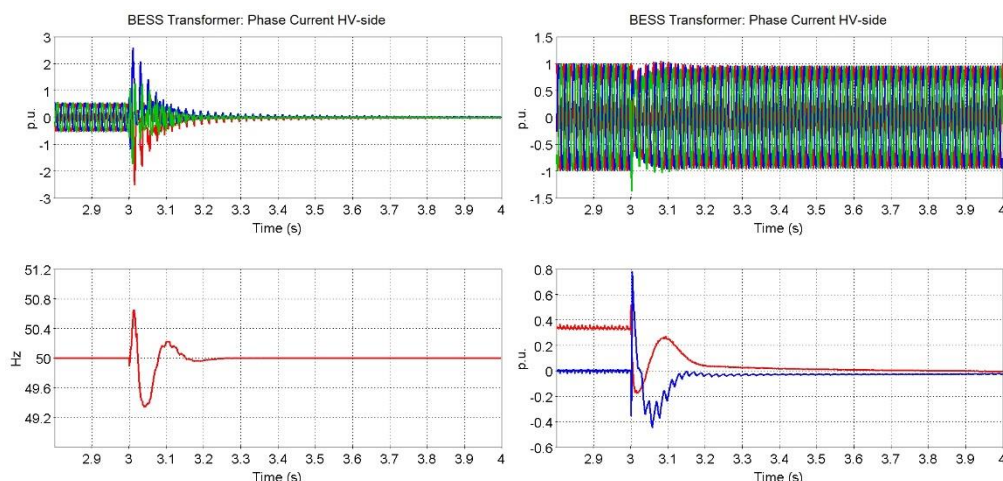 BESS Transformer: Phase Current HV-side
3
2
1
0
-1
-2
-3
p.u.
2.9 3 3.1 3.2 3.3 3.4 3.5 3.6 3.7 3.8 3.9 4
Time (s)
BESS Transformer: Phase Current HV-side
1.5
1
0.5
0
-0.5
-1
-1.5
p.u.
2.9 3 3.1 3.2 3.3 3.4 3.5 3.6 3.7 3.8 3.9 4
Time (s)
51.2
50.8
50.4
50
49.6
49.2
Hz
2.9 3 3.1 3.2 3.3 3.4 3.5 3.6 3.7 3.8 3.9 4
Time (s)
0.8
0.6
0.4
0.2
0
-0.2
-0.4
-0.6
p.u.
2.9 3 3.1 3.2 3.3 3.4 3.5 3.6 3.7 3.8 3.9 4
Time (s)